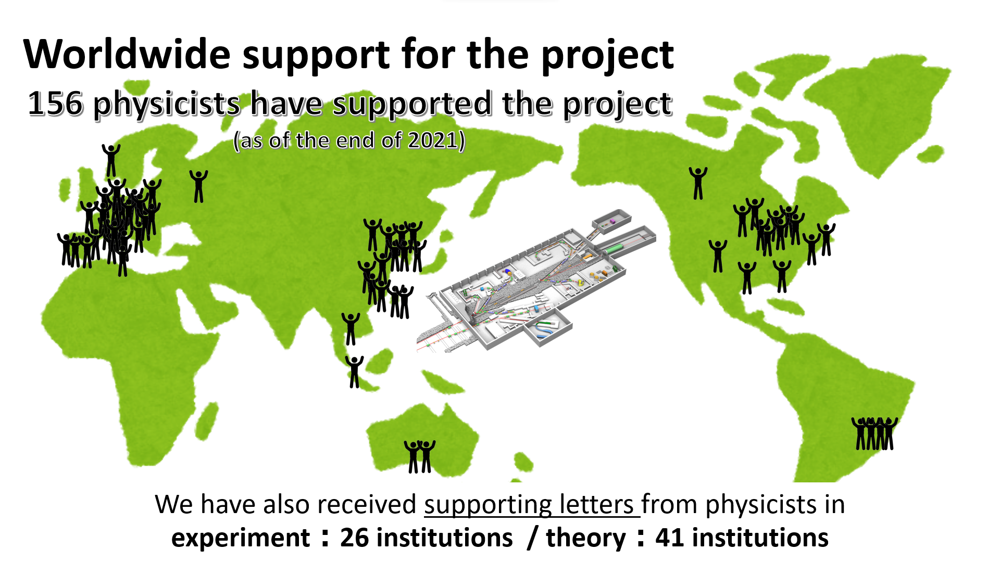 Worldwide support for the project
156 physicists have supported the project
(as of the end of 2021)
We have also received supporting letters from physicists in
experiment：26 institutions / theory：41 institutions